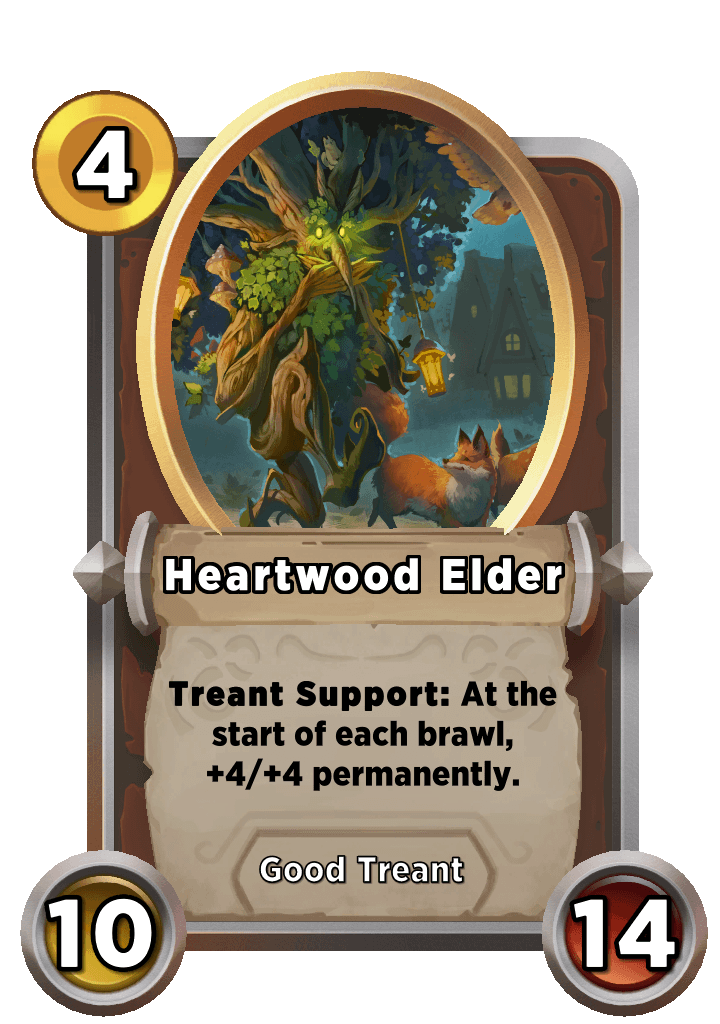 4
Heartwood Elder
Treant Support: At the
start of each brawl,
+4/+4 permanently.
Good Treant
10
14